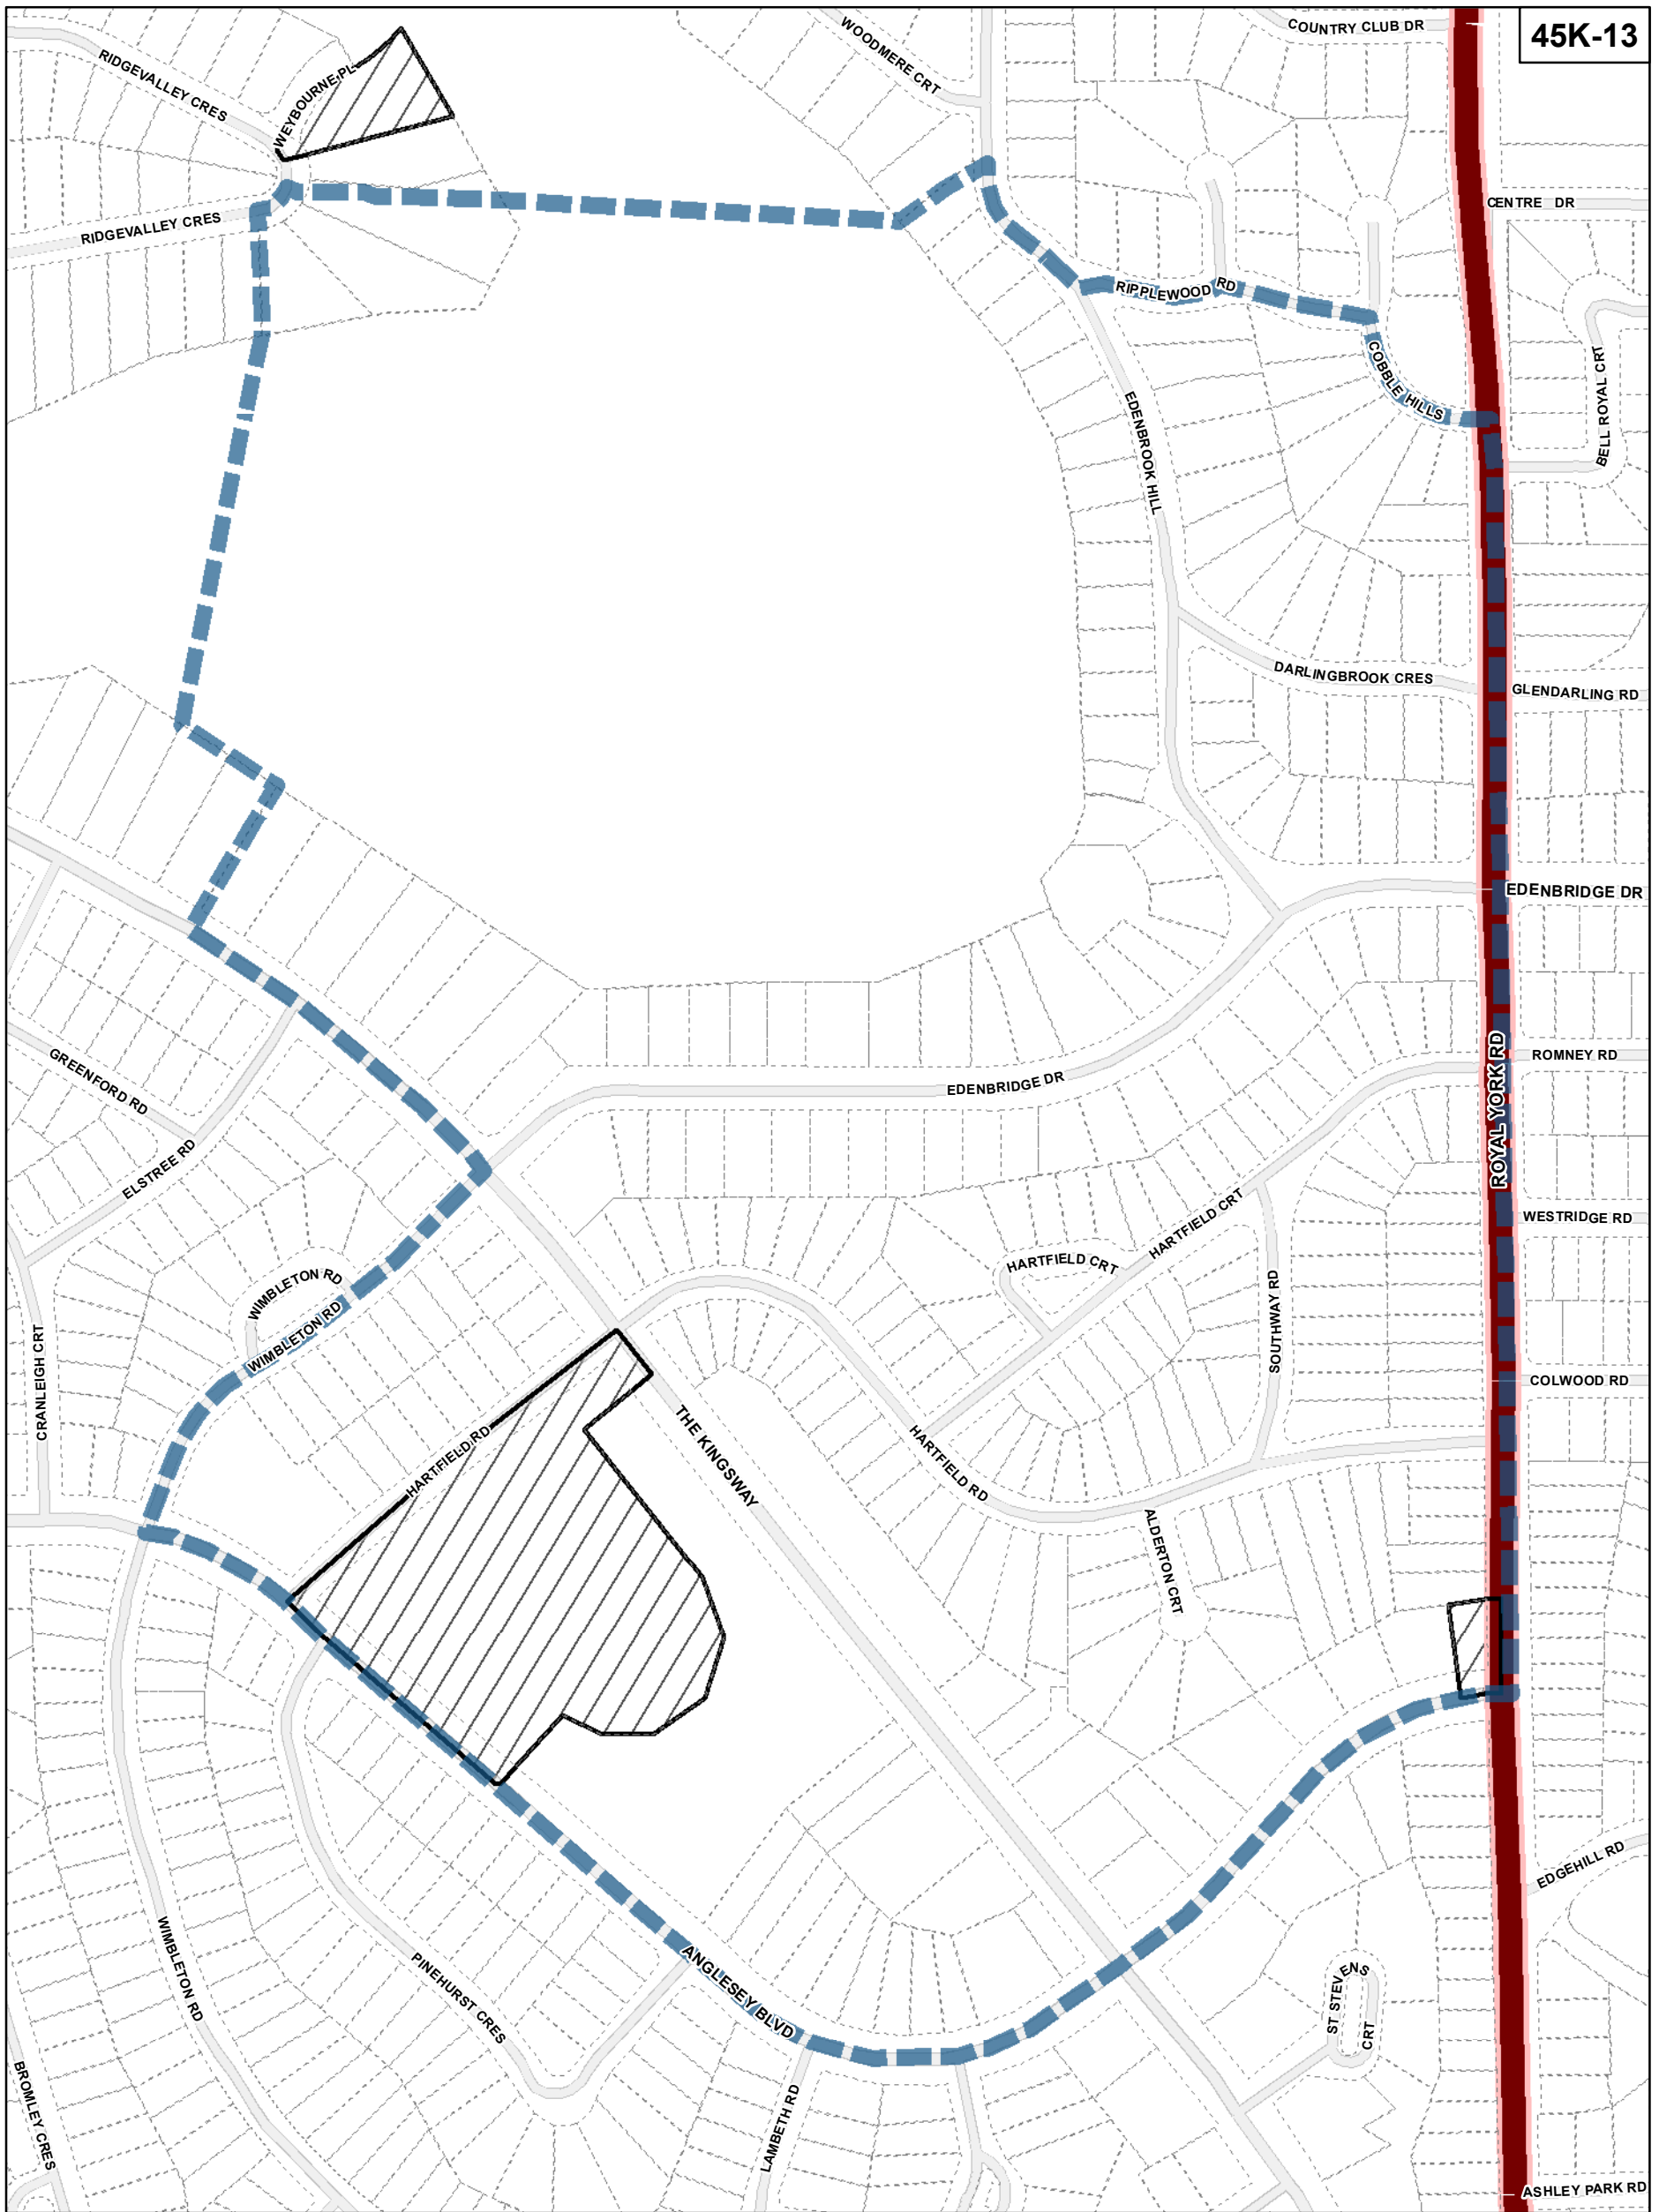 45K-13
COUNTRY CLUB DR
WOODMERE CRT
RIDGEVALLEY CRES
WEYBOURNE PL
CENTRE DR
RIDGEVALLEY CRES
RIPPLEWOOD RD
COBBLE HILLS
BELL ROYAL CRT
EDENBROOK HILL
DARLINGBROOK CRES
GLENDARLING RD
EDENBRIDGE DR
ROYAL YORK RD
ROMNEY RD
GREENFORD RD
EDENBRIDGE DR
ELSTREE RD
HARTFIELD CRT
WESTRIDGE RD
HARTFIELD CRT
WIMBLETON RD
WIMBLETON RD
SOUTHWAY RD
CRANLEIGH CRT
COLWOOD RD
THE KINGSWAY
HARTFIELD RD
HARTFIELD RD
ALDERTON CRT
EDGEHILL RD
WIMBLETON RD
PINEHURST CRES
ANGLESEY BLVD
ST STEVENS
CRT
BROMLEY CRES
LAMBETH RD
ASHLEY PARK RD